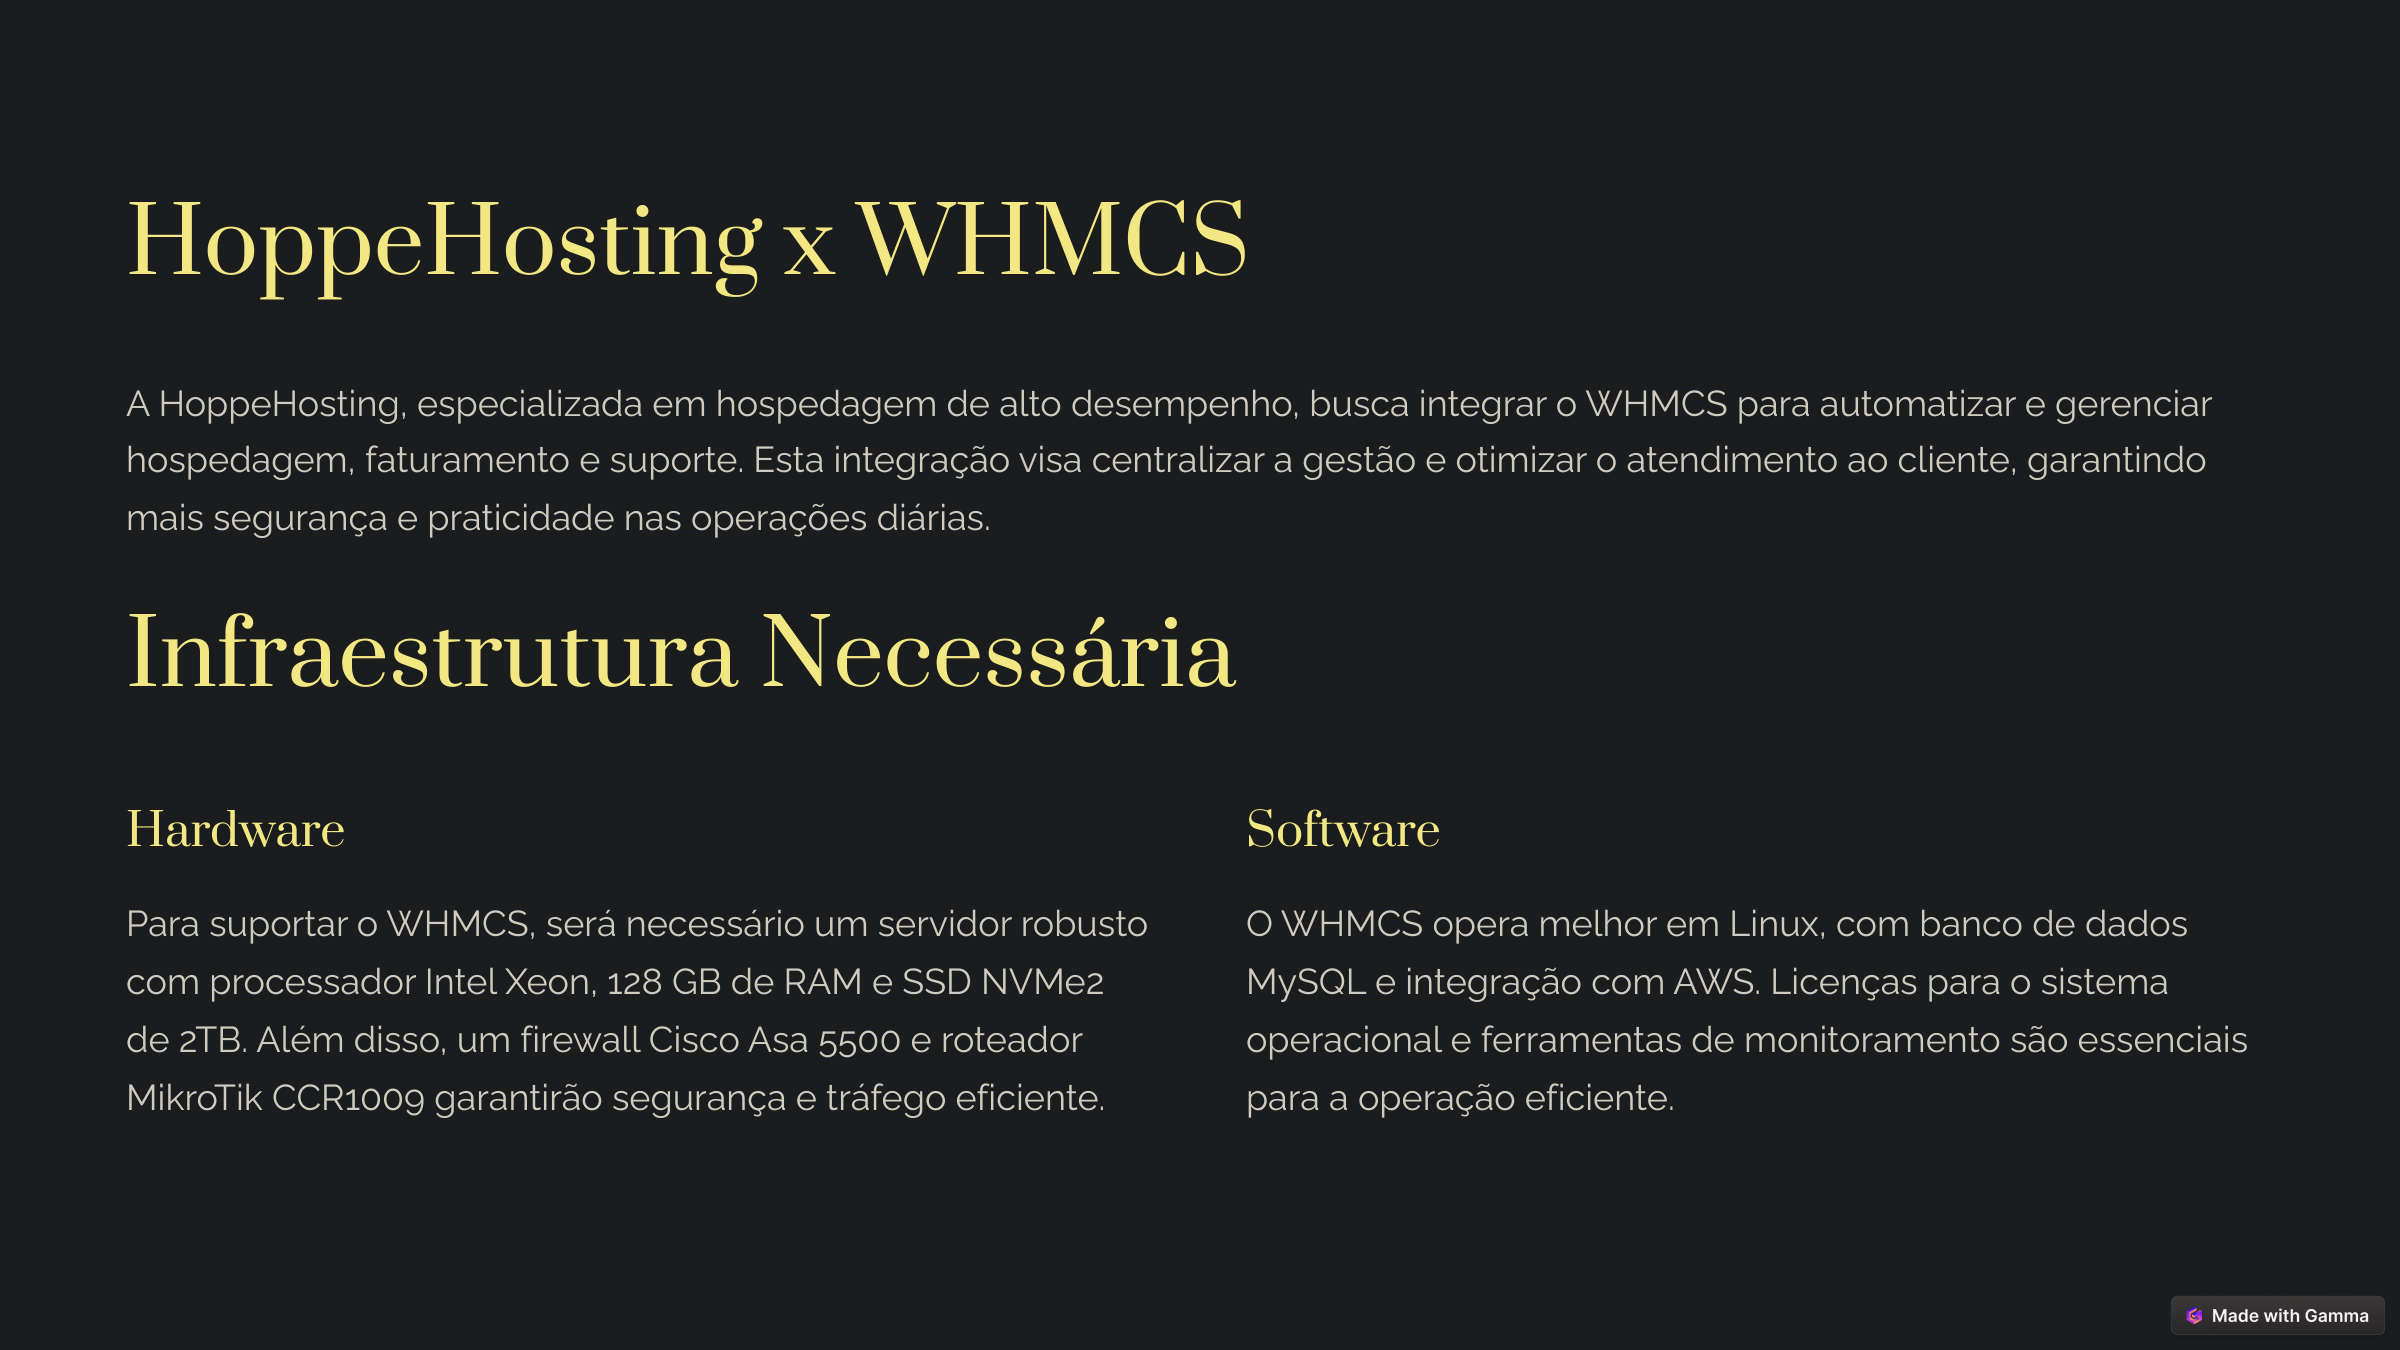 HoppeHosting x WHMCS
A HoppeHosting, especializada em hospedagem de alto desempenho, busca integrar o WHMCS para automatizar e gerenciar
hospedagem, faturamento e suporte. Esta integração visa centralizar a gestão e otimizar o atendimento ao cliente, garantindo
mais segurança e praticidade nas operações diárias.
Infraestrutura Necessária
Hardware
Para suportar o WHMCS, será necessário um servidor robusto
com processador Intel Xeon, 128 GB de RAM e SSD NVMe2
de 2TB. Além disso, um firewall Cisco Asa 5500 e roteador
MikroTik CCR1009 garantirão segurança e tráfego eficiente.
Software
O WHMCS opera melhor em Linux, com banco de dados
MySQL e integração com AWS. Licenças para o sistema
operacional e ferramentas de monitoramento são essenciais
para a operação eficiente.
Made with Gamma